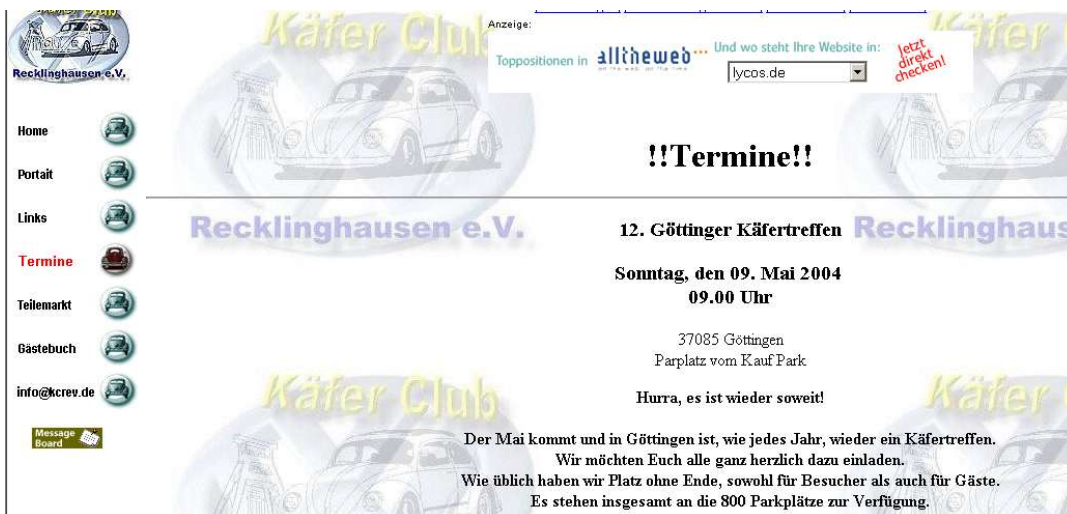 Recklinghausen e.V.
Home
Portait
Links
Termine
Teilemarkt
Gästebuch
info@kcrev.de
Message
Board
Anzeige:
Toppositionen in alltheweb
Und wo steht Ihre Website in:
lycos.de
Jetzt
direkt
checken!
Käfer Club
!!Termine!!
Recklinghausen e.V.
12. Göttinger Käfertreffen
Sonntag, den 09. Mai 2004
09.00 Uhr
37085 Göttingen
Parplatz vom Kauf Park
Käfer Club
Hurra, es ist wieder soweit!
Der Mai kommt und in Göttingen ist, wie jedes Jahr, wieder ein Käfertreffen.
Wir möchten Euch alle ganz herzlich dazu einladen.
Wie üblich haben wir Platz ohne Ende, sowohl für Besucher als auch für Gäste.
Es stehen insgesamt an die 800 Parkplätze zur Verfügung.